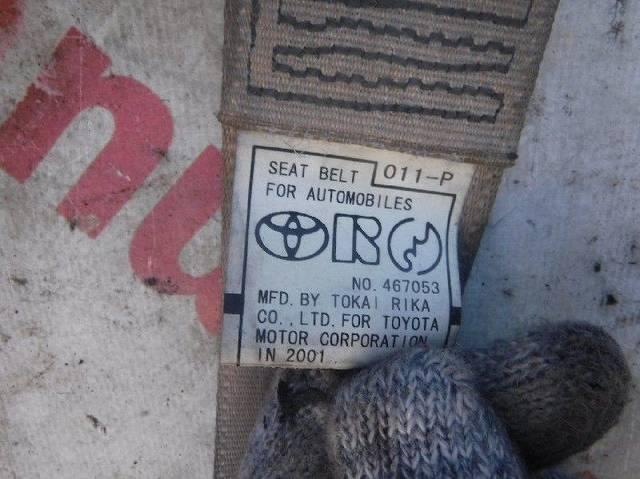 SEAT BELT 011-P
FOR AUTOMOBILES
NO. 467053
MFD. BY TOKAI RIKA
CO., LTD. FOR TOYOTA
MOTOR CORPORATION
IN 2001
nu